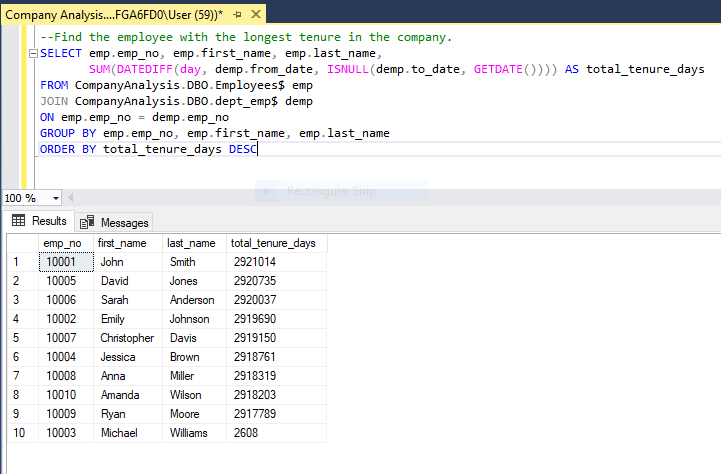 Company Analysis....FGA6FD0\User (59))*
--Find the employee with the longest tenure in the company.
SELECT emp.emp_no, emp.first_name, emp.last_name,
SUM(DATEDIFF(day, demp.from_date, ISNULL(demp.to_date, GETDATE()))) AS total_tenure_days
FROM CompanyAnalysis.DBO.Employees$ emp
JOIN CompanyAnalysis.DBO.dept_emp$ demp
ON emp.emp_no = demp.emp_no
GROUP BY emp.emp_no, emp.first_name, emp.last_name
ORDER BY total_tenure_days DESC
Rectangular Snip
100 %
Results Messages
emp_no first_name last_name total_tenure_days
1 10001 John Smith 2921014
2 10005 David Jones 2920735
3 10006 Sarah Anderson 2920037
4 10002 Emily Johnson 2919690
5 10007 Christopher Davis 2919150
6 10004 Jessica Brown 2918761
7 10008 Anna Miller 2918319
8 10010 Amanda Wilson 2918203
9 10009 Ryan Moore 2917789
10 10003 Michael Williams 2608